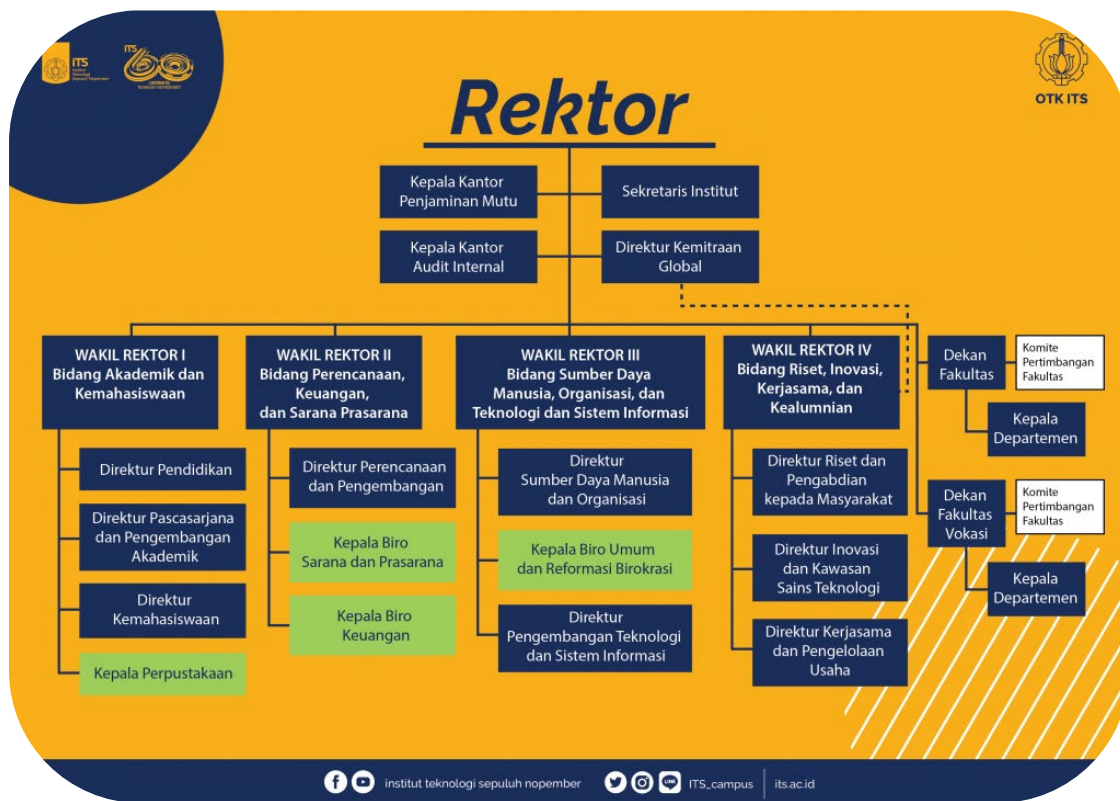 ITS
Institut
Teknologi
Sepuluh Nopember
ITS
60
OTK ITS
Rektor
Kepala Kantor
Penjaminan Mutu
Sekretaris Institut
Kepala Kantor
Audit Internal
Direktur Kemitraan
Global
WAKIL REKTOR I
Bidang Akademik dan
Kemahasiswaan
WAKIL REKTOR II
Bidang Perencanaan,
Keuangan,
dan Sarana Prasarana
WAKIL REKTOR III
Bidang Sumber Daya
Manusia, Organisasi, dan
Teknologi dan Sistem Informasi
WAKIL REKTOR IV
Bidang Riset, Inovasi,
Kerjasama, dan
Kealumnian
Dekan
Fakultas
Komite
Pertimbangan
Fakultas
Kepala
Departemen
Direktur Pendidikan
Direktur Pascasarjana
dan Pengembangan
Akademik
Direktur
Kemahasiswaan
Kepala Perpustakaan
Direktur Perencanaan
dan Pengembangan
Kepala Biro
Sarana dan Prasarana
Kepala Biro
Keuangan
Direktur
Sumber Daya Manusia
dan Organisasi
Kepala Biro Umum
dan Reformasi Birokrasi
Direktur
Pengembangan Teknologi
dan Sistem Informasi
Direktur Riset dan
Pengabdian
kepada Masyarakat
Direktur Inovasi
dan Kawasan
Sains Teknologi
Direktur Kerjasama
dan Pengelolaan
Usaha
Dekan
Fakultas
Vokasi
Komite
Pertimbangan
Fakultas
Kepala
Departemen
institut teknologi sepuluh nopember
ITS_campus
its.ac.id